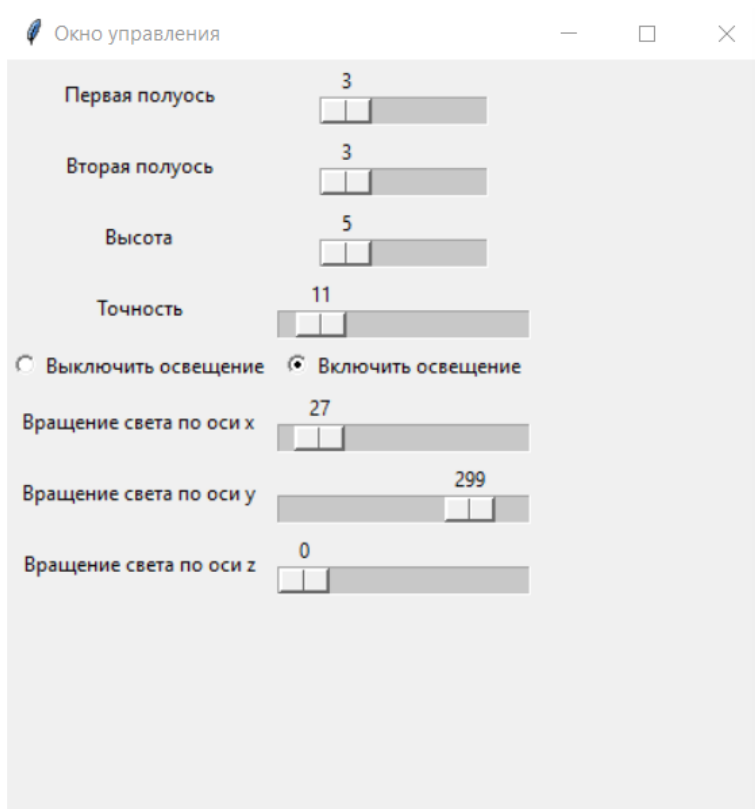 Окно управления
3
Первая полуось
3
Вторая полуось
5
Высота
11
Точность
Выключить освещение Включить освещение
27
Вращение света по оси x
299
Вращение света по оси y
0
Вращение света по оси z